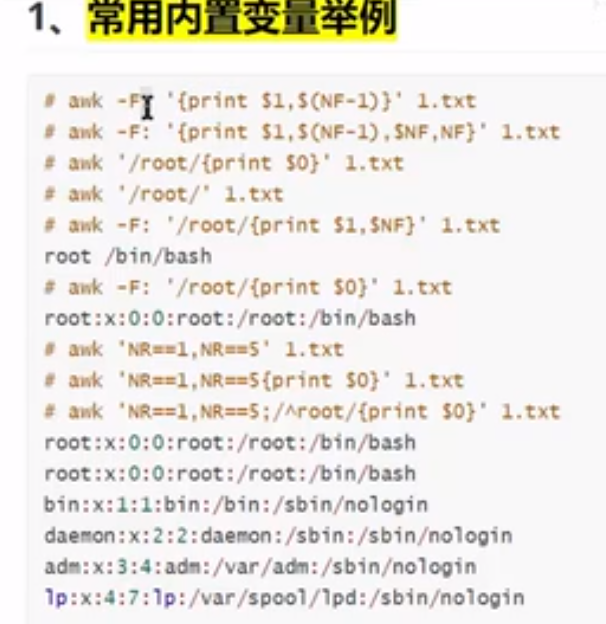 1、常用内置变量举例
# awk -F: '{print $1,$(NF-1)}' 1.txt
# awk -F: '{print $1,$(NF-1),$NF,NF}' 1.txt
# awk '/root/{print $0}' 1.txt
# awk '/root/' 1.txt
# awk -F: '/root/{print $1,$NF}' 1.txt
root /bin/bash
# awk -F: '/root/{print $0}' 1.txt
root:x:0:0:root:/root:/bin/bash
# awk 'NR==1,NR==5' 1.txt
# awk 'NR==1,NR==5{print $0}' 1.txt
# awk 'NR==1,NR==5;/^root/{print $0}' 1.txt
root:x:0:0:root:/root:/bin/bash
root:x:0:0:root:/root:/bin/bash
bin:x:1:1:bin:/bin:/sbin/nologin
daemon:x:2:2:daemon:/sbin:/sbin/nologin
adm:x:3:4:adm:/var/adm:/sbin/nologin
lp:x:4:7:lp:/var/spool/lpd:/sbin/nologin